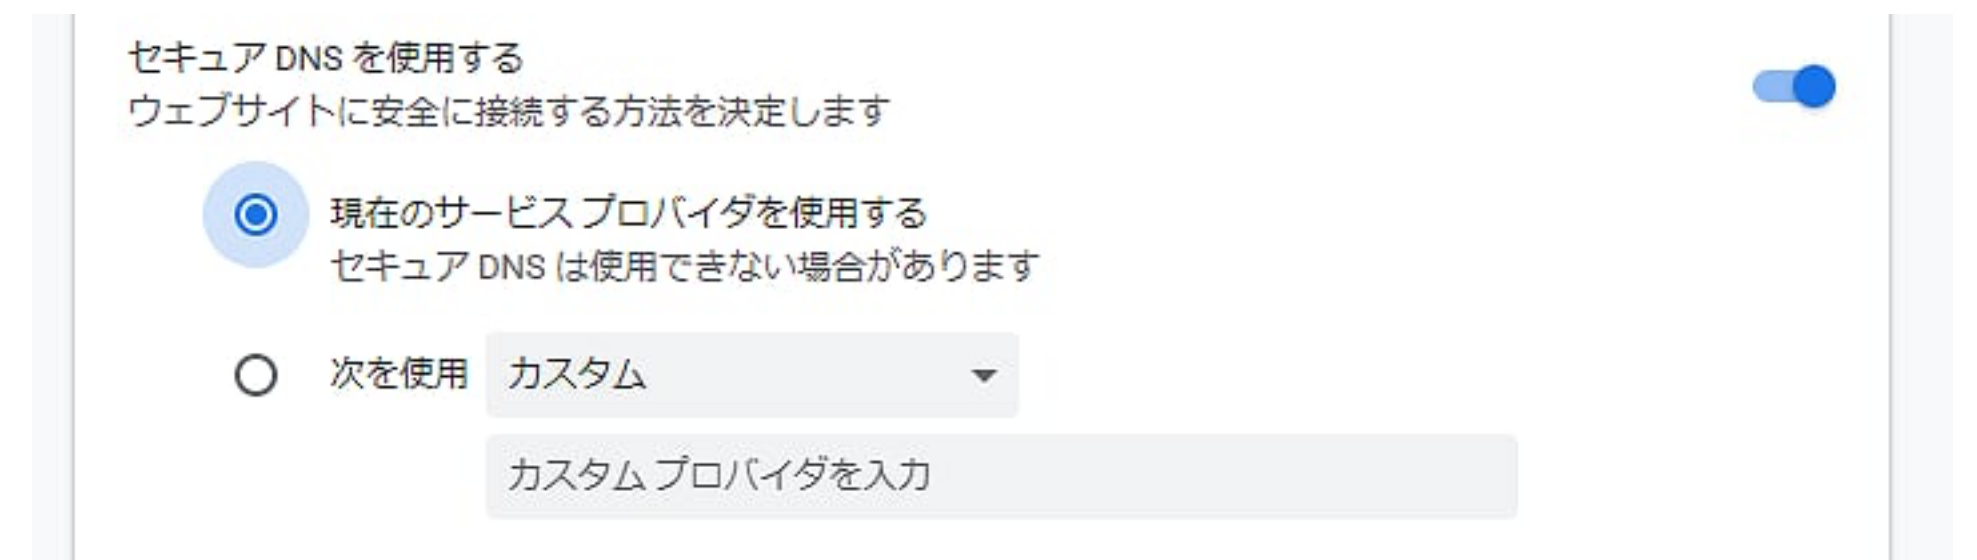 セキュア DNS を使用する
ウェブサイトに安全に接続する方法を決定します
現在のサービス プロバイダを使用する
セキュア DNS は使用できない場合があります
次を使用 カスタム
カスタム プロバイダを入力